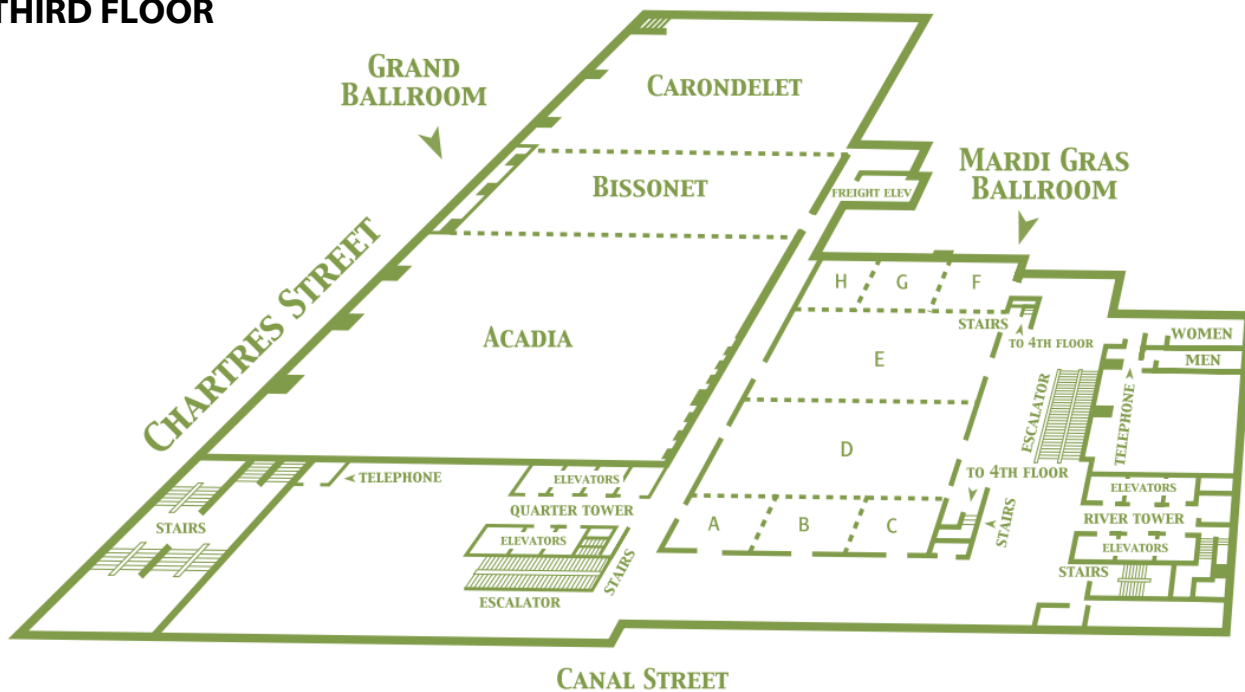 THIRD FLOOR
GRAND
BALLROOM
CARONDELET
BISSONET
FREIGHT ELEV
MARDI GRAS
BALLROOM
CHARTRES STREET
ACADIA
H
G
F
STAIRS
TO 4TH FLOOR
WOMEN
MEN
E
ESCALATOR
TELEPHONE
D
TO 4TH FLOOR
STAIRS
A
B
C
TELEPHONE
ELEVATORS
QUARTER TOWER
STAIRS
ELEVATORS
STAIRS
ESCALATOR
ELEVATORS
RIVER TOWER
ELEVATORS
STAIRS
CANAL STREET